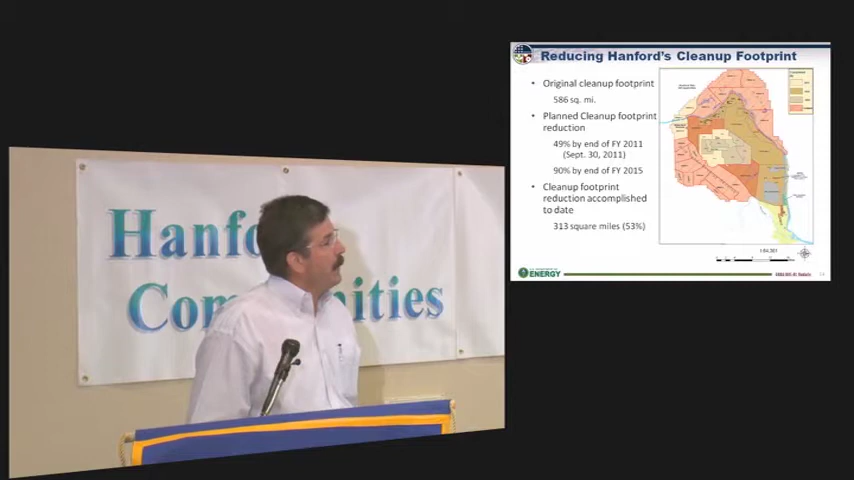 Hanfo
Communities
Reducing Hanford's Cleanup Footprint
• Original cleanup footprint
586 sq. mi.
• Planned Cleanup footprint
reduction
49% by end of FY 2011
(Sept. 30, 2011)
90% by end of FY 2015
• Cleanup footprint
reduction accomplished
to date
313 square miles (53%)
ENERGY